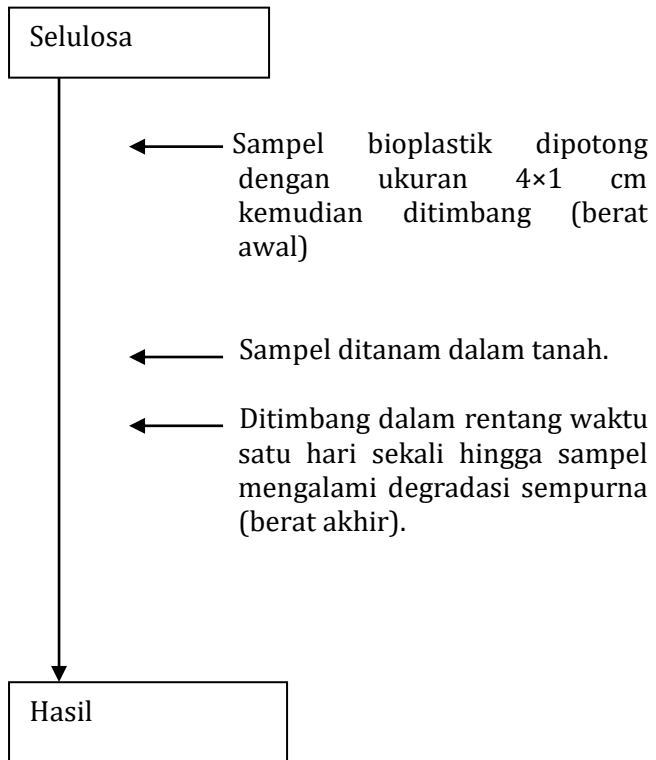 Selulosa
Sampel bioplastik dipotong
dengan ukuran 4×1 cm
kemudian ditimbang (berat
awal)
Sampel ditanam dalam tanah.
Ditimbang dalam rentang waktu
satu hari sekali hingga sampel
mengalami degradasi sempurna
(berat akhir).
Hasil